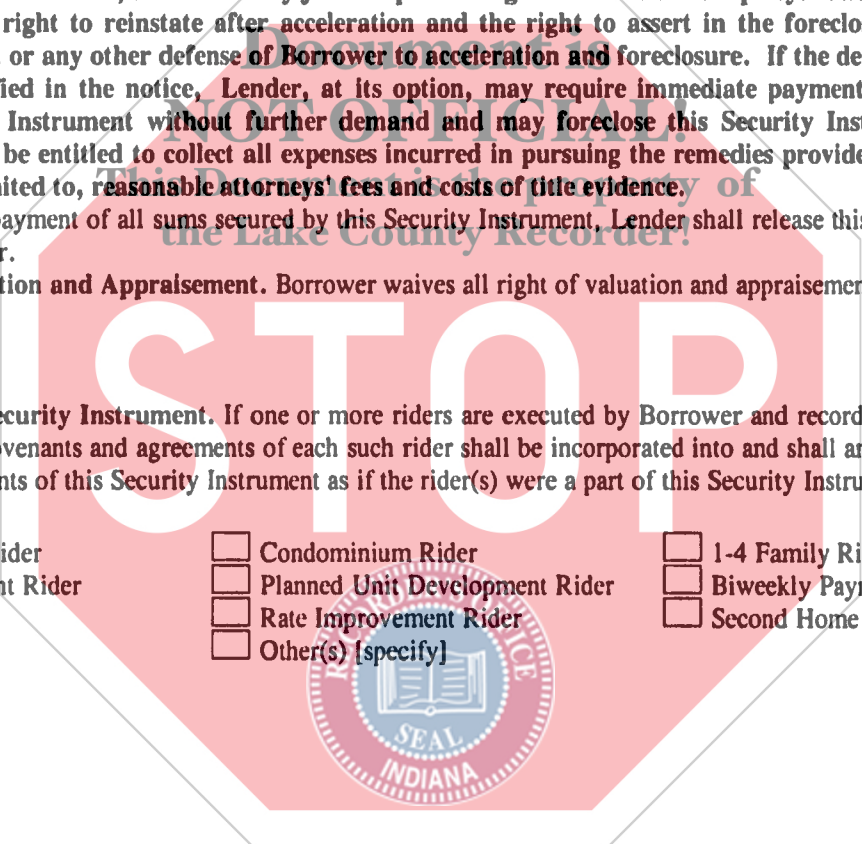 right to reinstate after acceleration and the right to assert in the foreclo
or any other defense of Borrower to acceleration and foreclosure. If the de
ied in the notice, Lender, at its option, may require immediate payment
Instrument without further demand and may foreclose this Security Inst
be entitled to collect all expenses incurred in pursuing the remedies provide
ited to, reasonable attorneys' fees and costs of title evidence.
ayment of all sums secured by this Security Instrument, Lender shall release this
r.
tion and Appraisement. Borrower waives all right of valuation and appraisemen
ecurity Instrument. If one or more riders are executed by Borrower and record
venants and agreements of each such rider shall be incorporated into and shall a
nts of this Security Instrument as if the rider(s) were a part of this Security Instru
ider Condominium Rider 1-4 Family Ri
nt Rider Planned Unit Development Rider Biweekly Payn
Rate Improvement Rider Second Home
Other(s) [specify]
Document is
NOT OFFICIAL!
This Document is the property of
the Lake County Recorder!
STOP
RECORDER'S OFFICE
SEAL
INDIANA